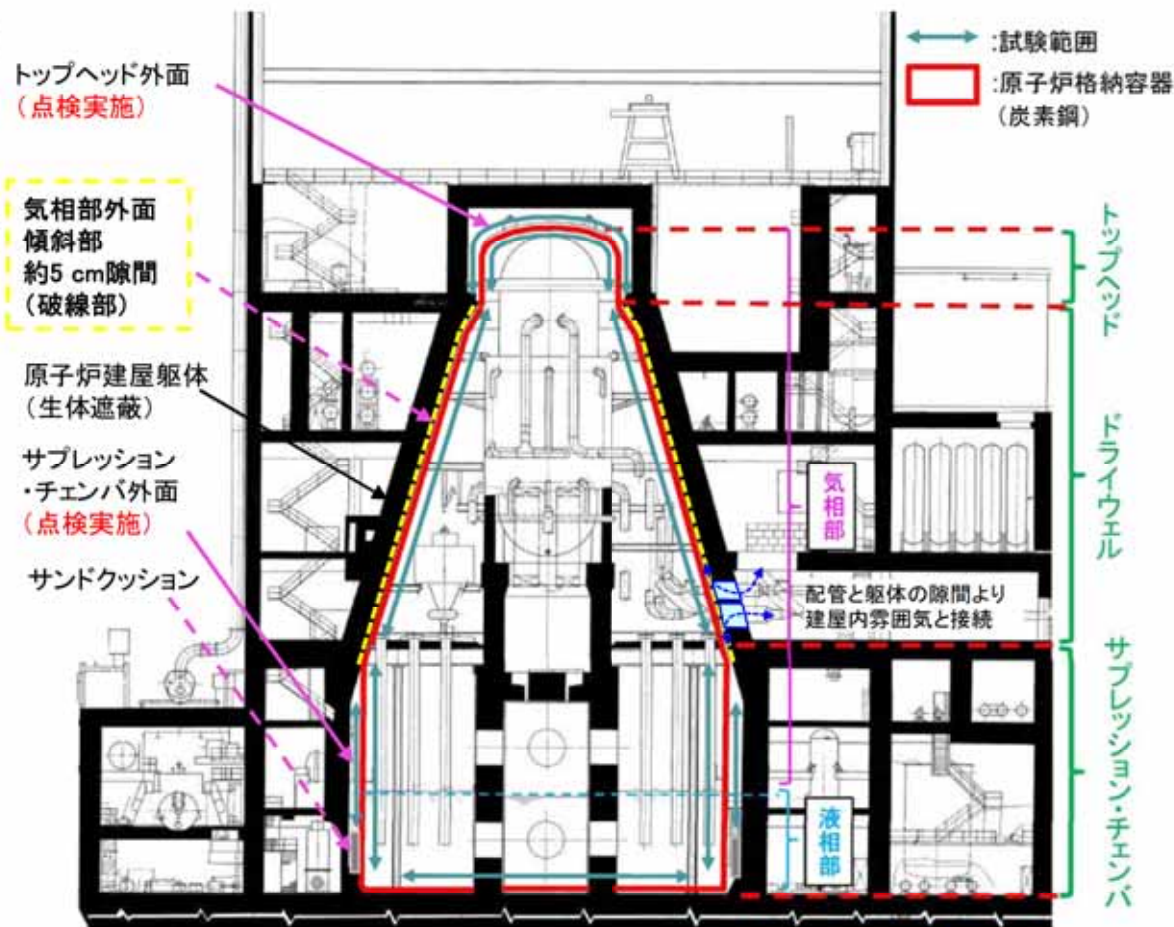 :試験範囲
:原子炉格納容器
(炭素鋼)
トップヘッド外面
(点検実施)
気相部外面
傾斜部
約5 cm隙間
(破線部)
原子炉建屋躯体
(生体遮蔽)
サプレッション
・チェンバ外面
(点検実施)
サンドクッション
トップヘッド
ドライウェル
サプレッション・チェンバ
気相部
配管と躯体の隙間より
建屋内雰囲気と接続
液相部